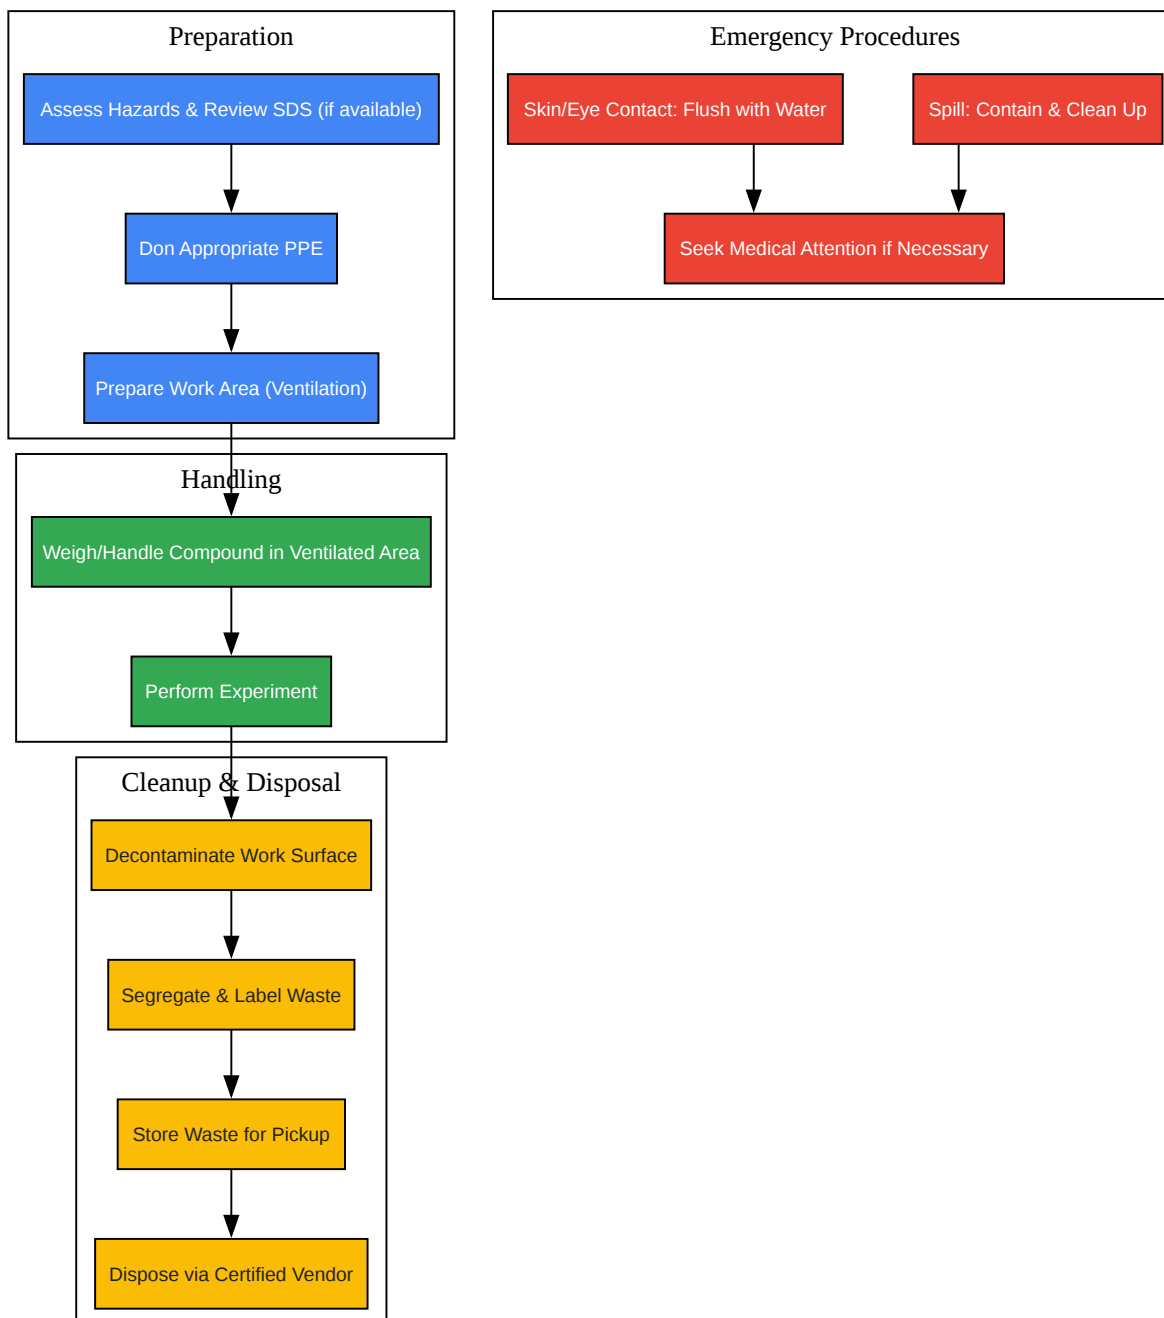 Preparation
Assess Hazards & Review SDS (if available)
Don Appropriate PPE
Prepare Work Area (Ventilation)
Handling
Weigh/Handle Compound in Ventilated Area
Perform Experiment
Cleanup & Disposal
Decontaminate Work Surface
Segregate & Label Waste
Store Waste for Pickup
Dispose via Certified Vendor
Emergency Procedures
Skin/Eye Contact: Flush with Water
Spill: Contain & Clean Up
Seek Medical Attention if Necessary